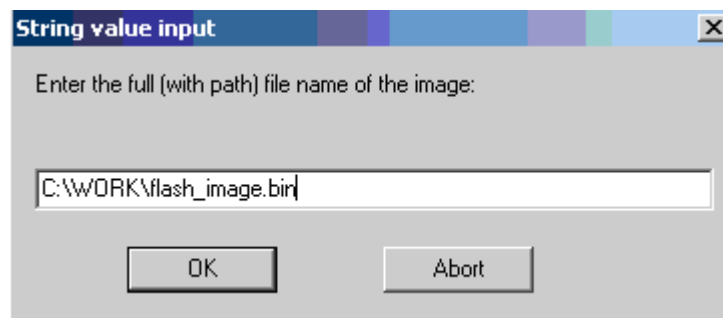 String value input
Enter the full (with path) file name of the image:
C:\WORK\flash_image.bin
OK
Abort